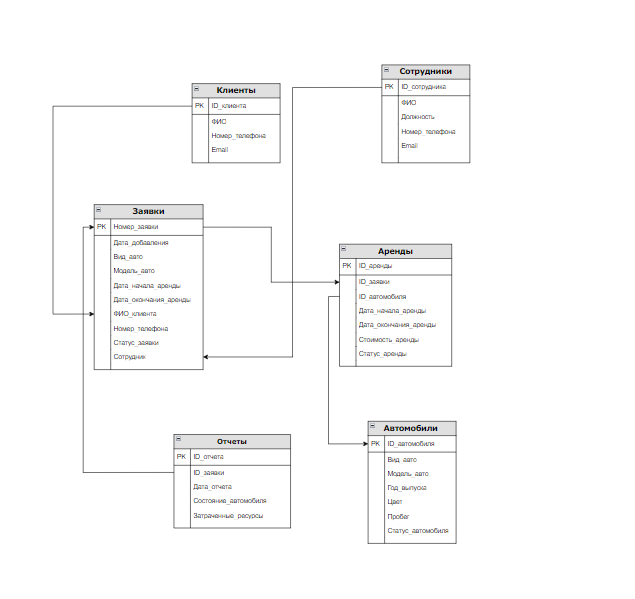 Клиенты
PK ID_клиента
ФИО
Номер_телефона
Email
Сотрудники
PK ID_сотрудника
ФИО
Должность
Номер_телефона
Email
Заявки
PK Номер_заявки
Дата_добавления
Вид_авто
Модель_авто
Дата_начала_аренды
Дата_окончания_аренды
ФИО_клиента
Номер_телефона
Статус_заявки
Сотрудник
Аренды
PK ID_аренды
ID_заявки
ID_автомобиля
Дата_начала_аренды
Дата_окончания_аренды
Стоимость_аренды
Статус_аренды
Отчеты
PK ID_отчета
ID_заявки
Дата_отчета
Состояние_автомобиля
Затраченные_ресурсы
Автомобили
PK ID_автомобиля
Вид_авто
Модель_авто
Год_выпуска
Цвет
Пробег
Статус_автомобиля